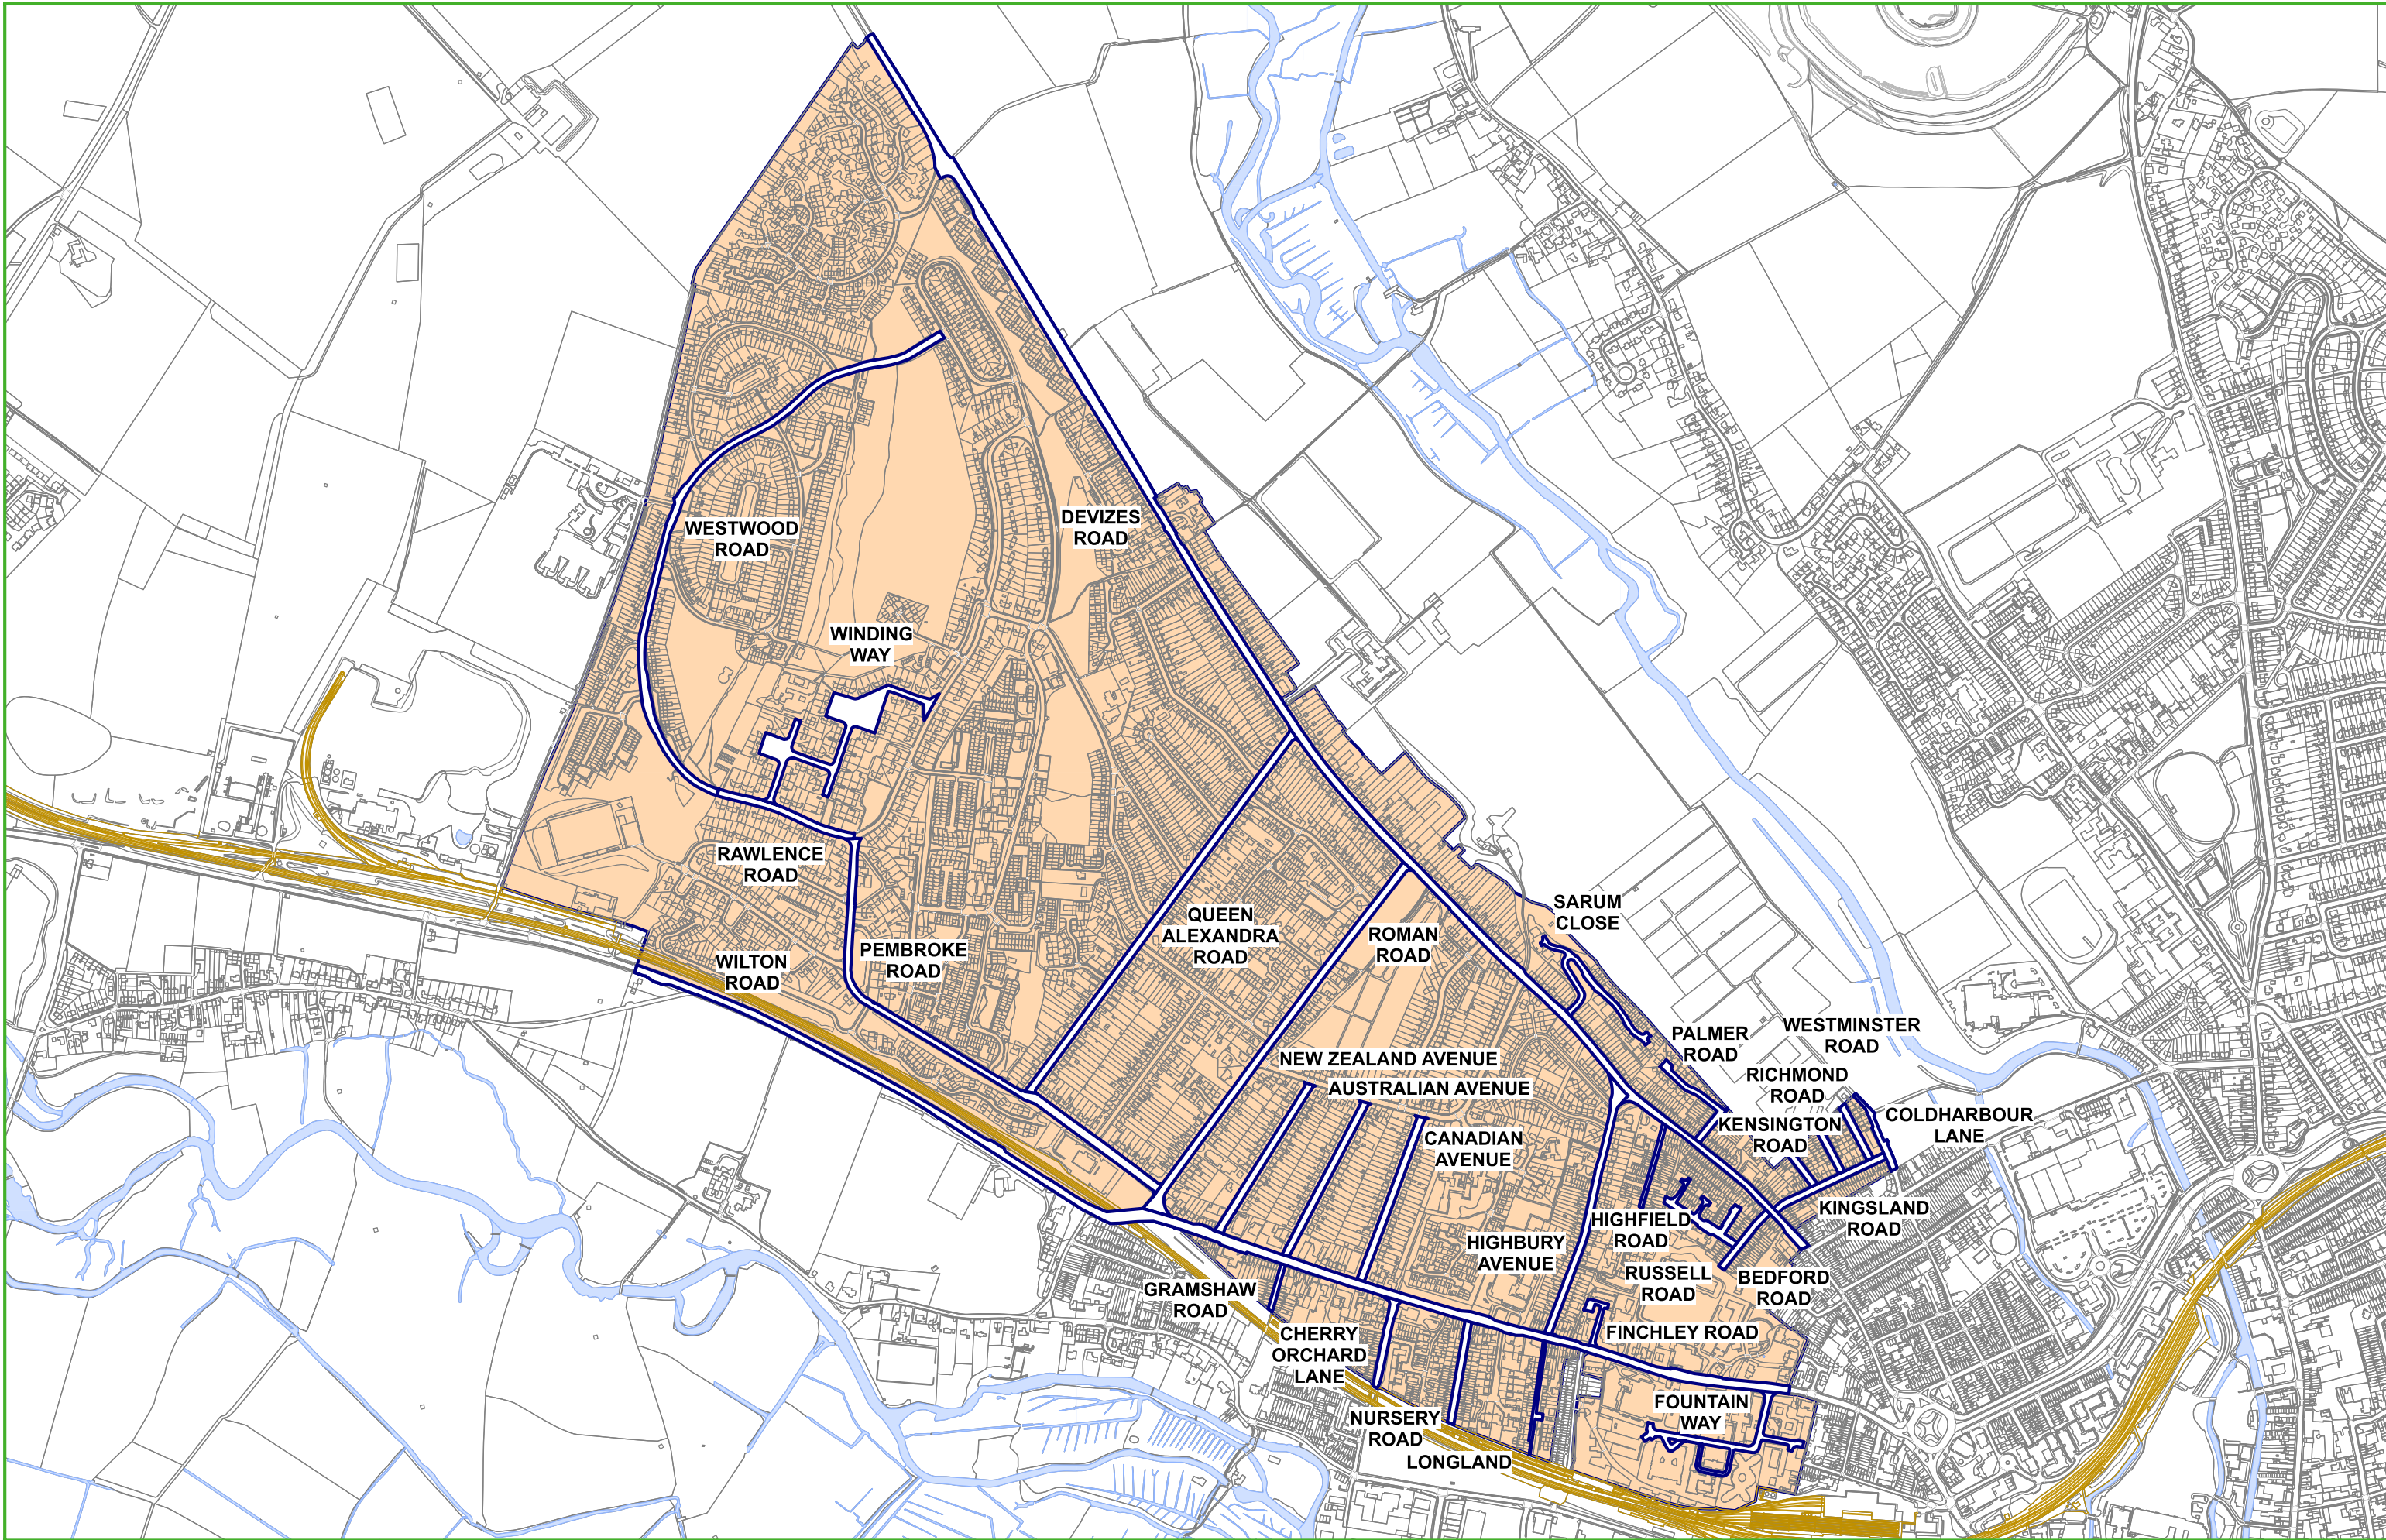 WESTWOOD
ROAD
DEVIZES
ROAD
WINDING
WAY
RAWLENCE
ROAD
SARUM
CLOSE
QUEEN
ALEXANDRA
ROAD
ROMAN
ROAD
PEMBROKE
ROAD
WILTON
ROAD
PALMER
ROAD
WESTMINSTER
ROAD
NEW ZEALAND AVENUE
RICHMOND
ROAD
AUSTRALIAN AVENUE
COLDHARBOUR
LANE
KENSINGTON
ROAD
CANADIAN
AVENUE
KINGSLAND
ROAD
HIGHFIELD
ROAD
HIGHBURY
AVENUE
RUSSELL
ROAD
BEDFORD
ROAD
GRAMSHAW
ROAD
CHERRY
ORCHARD
LANE
FINCHLEY ROAD
FOUNTAIN
WAY
NURSERY
ROAD
LONGLAND